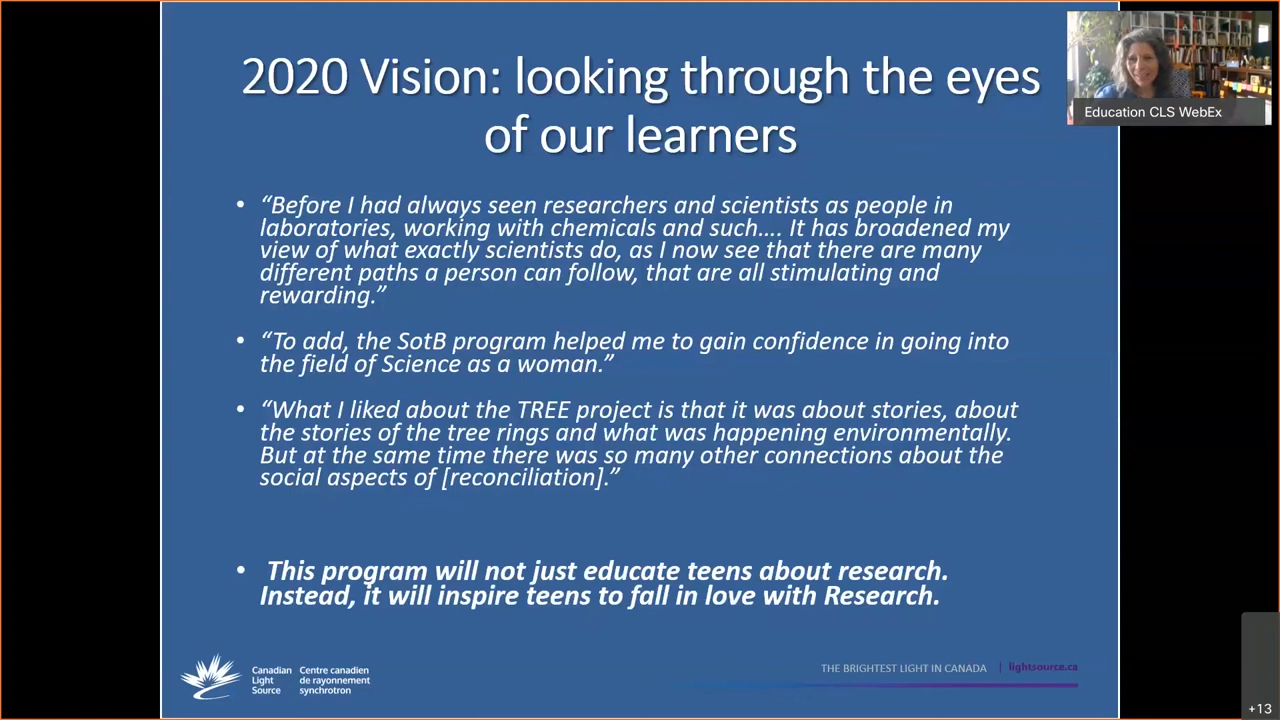 2020 Vision: looking through the eyes
of our learners
Education CLS WebEx
• “Before I had always seen researchers and scientists as people in
laboratories, working with chemicals and such…. It has broadened my
view of what exactly scientists do, as I now see that there are many
different paths a person can follow, that are all stimulating and
rewarding.”
• “To add, the SotB program helped me to gain confidence in going into
the field of Science as a woman.”
• “What I liked about the TREE project is that it was about stories, about
the stories of the tree rings and what was happening environmentally.
But at the same time there was so many other connections about the
social aspects of [reconciliation].”
• This program will not just educate teens about research.
Instead, it will inspire teens to fall in love with Research.
Canadian
Light
Source
Centre canadien
de rayonnement
synchrotron
THE BRIGHTEST LIGHT IN CANADA | lightsource.ca
+13